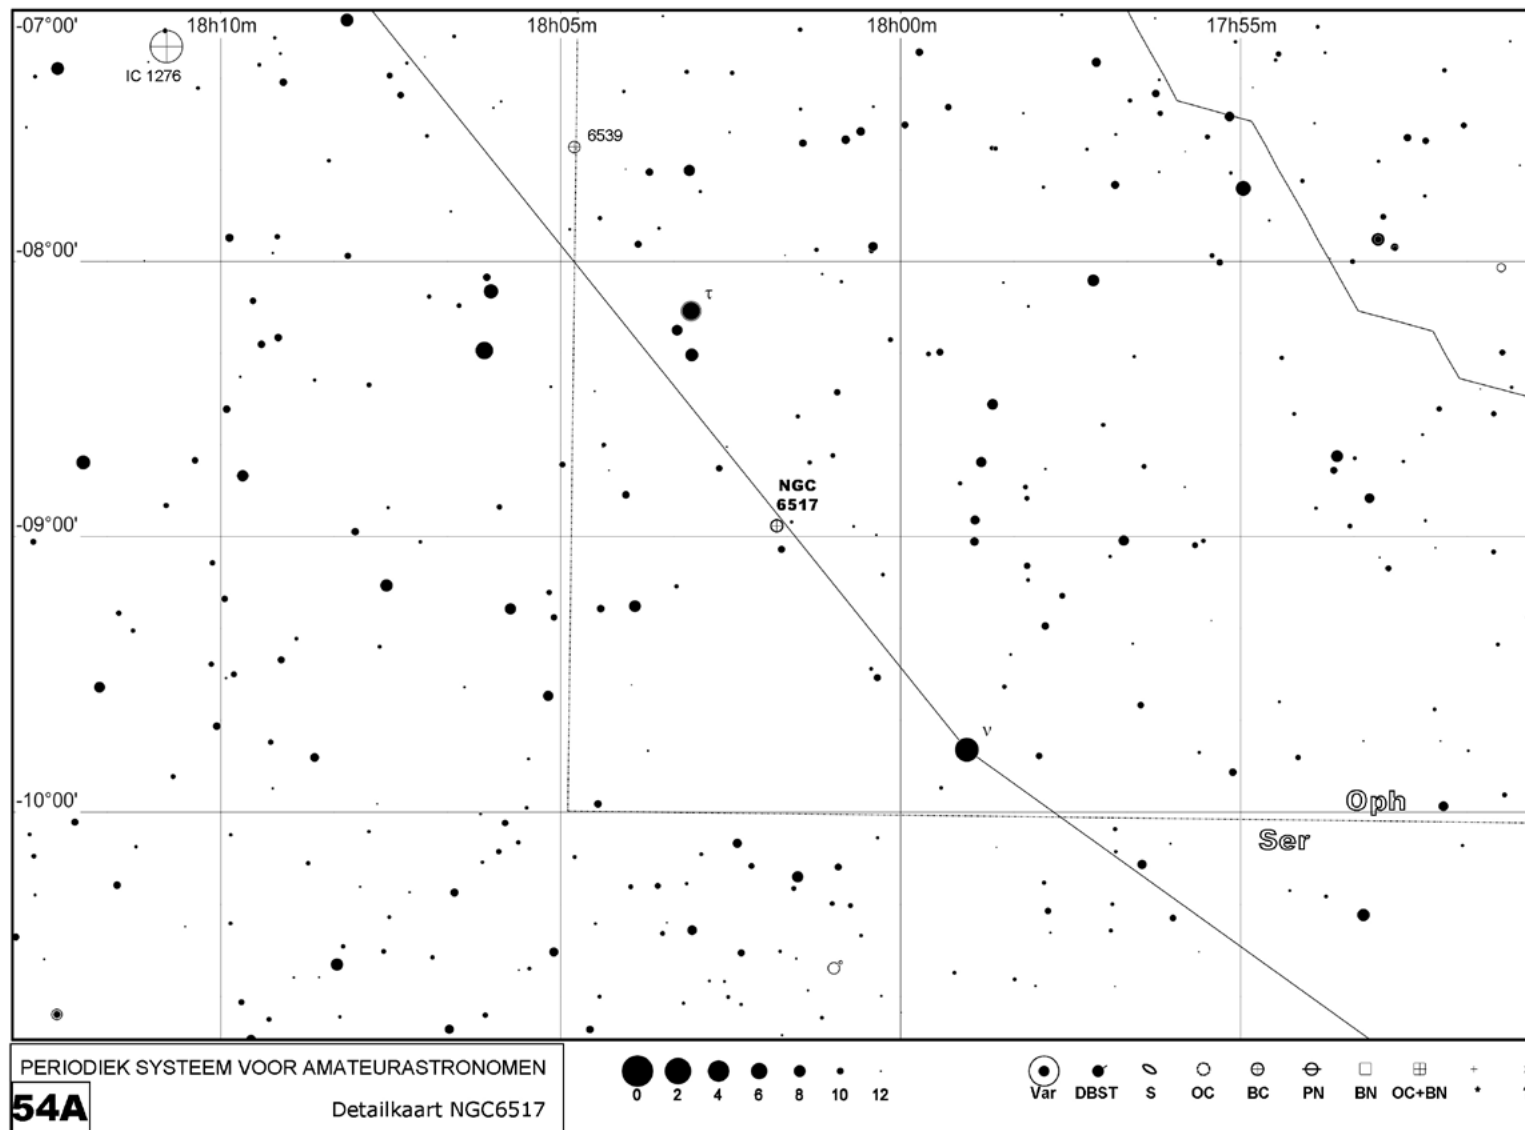 -07°00'
18h10m
18h05m
18h00m
17h55m
IC 1276
6539
-08°00'
τ
NGC
6517
-09°00'
ν
-10°00'
Oph
Ser
PERIODIEK SYSTEEM VOOR AMATEURASTRONOMEN
54A
Detailkaart NGC6517
0 2 4 6 8 10 12
Var DBST S OC BC PN BN OC+BN *